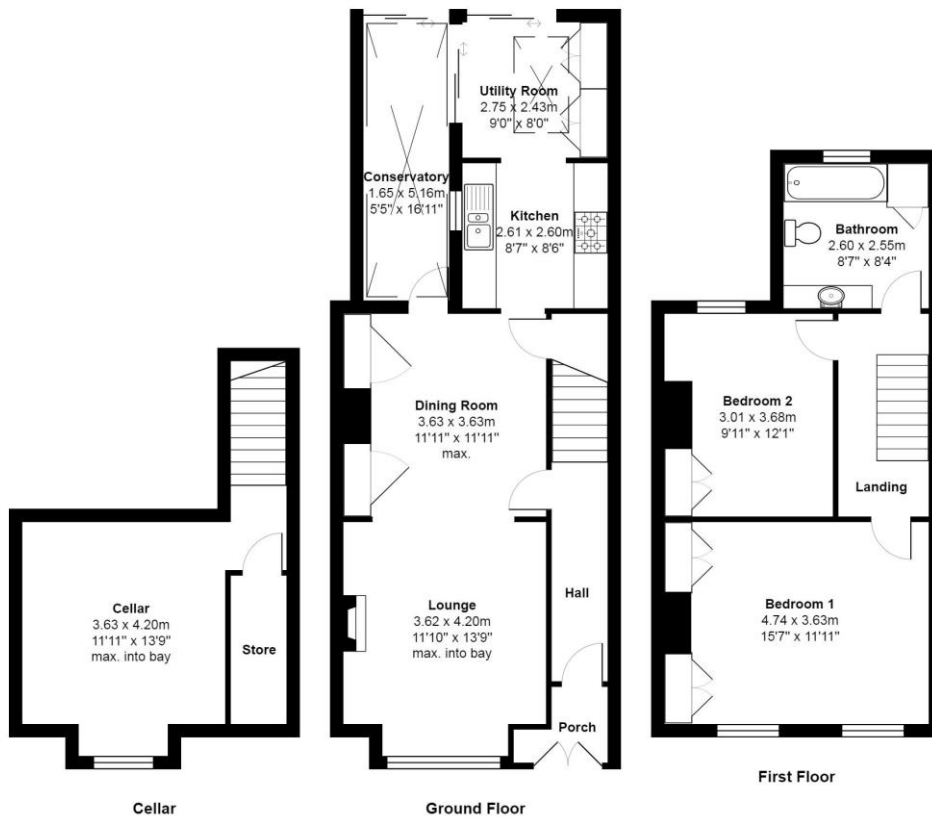 Cellar
3.63 x 4.20m
11'11" x 13'9"
max. into bay
Store
Cellar
Conservatory
1.65 x 5.16m
5'5" x 16'11"
Utility Room
2.75 x 2.43m
9'0" x 8'0"
Kitchen
2.61 x 2.60m
8'7" x 8'6"
Dining Room
3.63 x 3.63m
11'11" x 11'11"
max.
Lounge
3.62 x 4.20m
11'10" x 13'9"
max. into bay
Hall
Porch
Ground Floor
Bathroom
2.60 x 2.55m
8'7" x 8'4"
Bedroom 2
3.01 x 3.68m
9'11" x 12'1"
Landing
Bedroom 1
4.74 x 3.63m
15'7" x 11'11"
First Floor